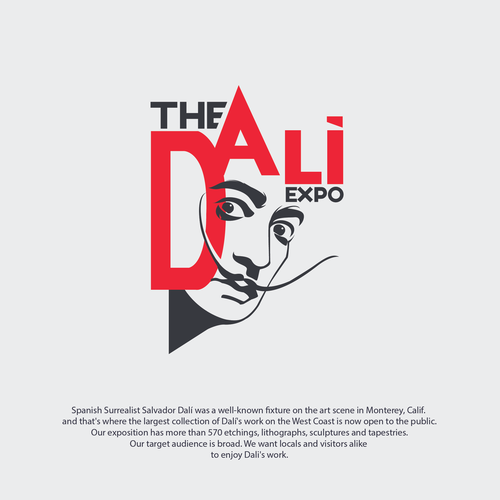 THE
DALÌ
EXPO
Spanish Surrealist Salvador Dalí was a well-known fixture on the art scene in Monterey, Calif.
and that's where the largest collection of Dalí's work on the West Coast is now open to the public.
Our exposition has more than 570 etchings, lithographs, sculptures and tapestries.
Our target audience is broad. We want locals and visitors alike
to enjoy Dali's work.